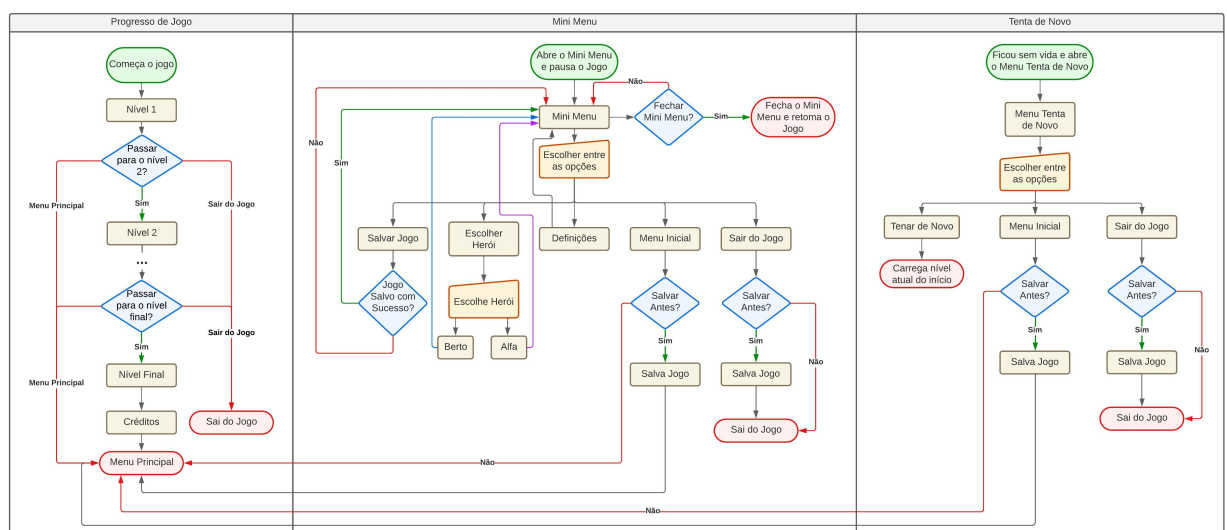 Progresso de Jogo
Mini Menu
Tenta de Novo
Começa o jogo
Nível 1
Passar
para o nível
2?
Menu Principal
Sim
Sair do Jogo
Nível 2
...
Passar
para o nível
final?
Sair do Jogo
Sim
Menu Principal
Nível Final
Créditos
Sai do Jogo
Menu Principal
Abre o Mini Menu
e pausa o Jogo
Não
Mini Menu
Fechar
Mini Menu?
Sim
Fecha o Mini
Menu e retoma o
Jogo
Não
Sim
Escolher entre
as opções
Salvar Jogo
Escolher
Herói
Definições
Menu Inicial
Sair do Jogo
Jogo
Salvo com
Sucesso?
Escolhe Herói
Berto
Alfa
Salvar
Antes?
Salvar
Antes?
Sim
Sim
Não
Salva Jogo
Salva Jogo
Sai do Jogo
Não
Ficou sem vida e abre
o Menu Tenta de Novo
Menu Tenta
de Novo
Escolher entre
as opções
Tenar de Novo
Menu Inicial
Sair do Jogo
Carrega nível
atual do início
Salvar
Antes?
Salvar
Antes?
Sim
Sim
Não
Salva Jogo
Salva Jogo
Sai do Jogo
Não